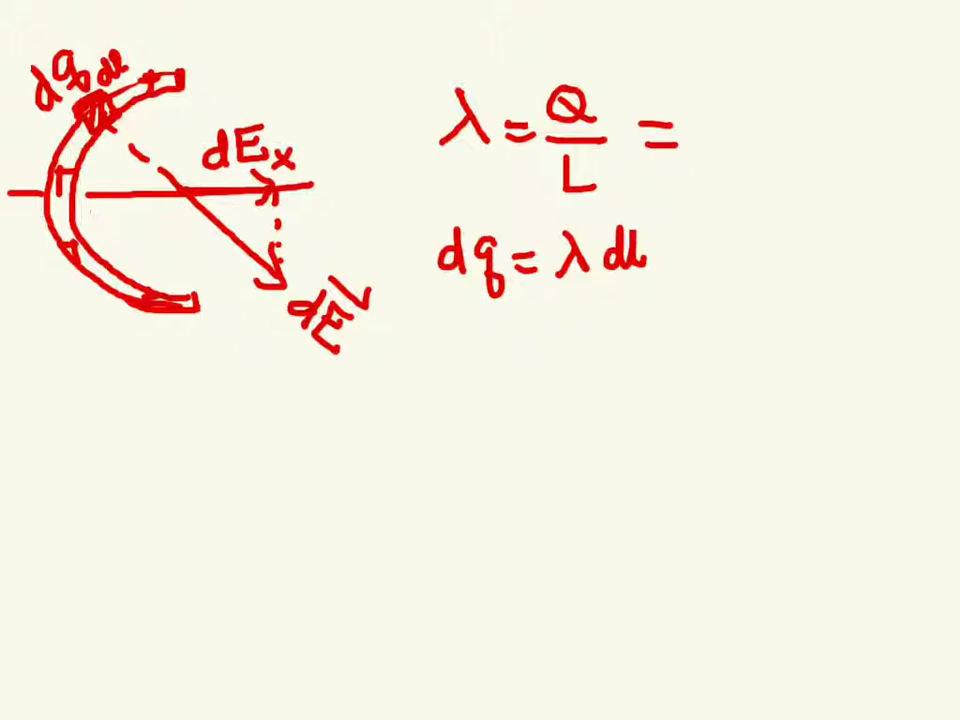 dq dl
dEx
dE
λ = Q/L =
dq = λ dl